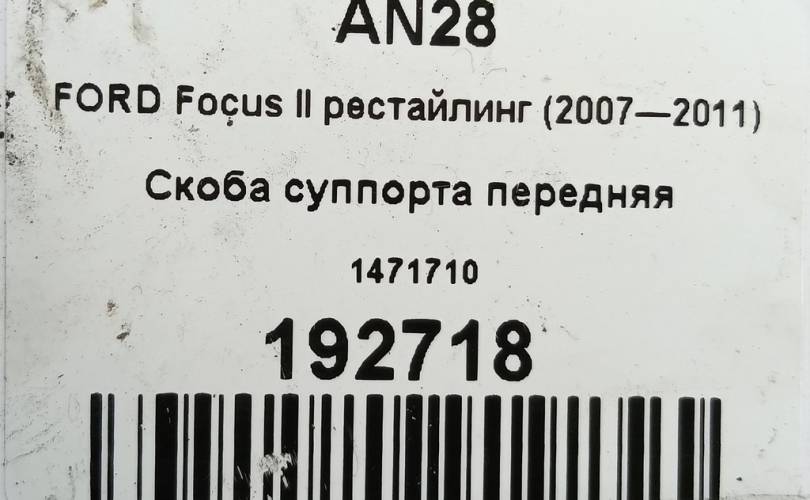 AN28
FORD Focus II рестайлинг (2007—2011)
Скоба суппорта передняя
1471710
192718